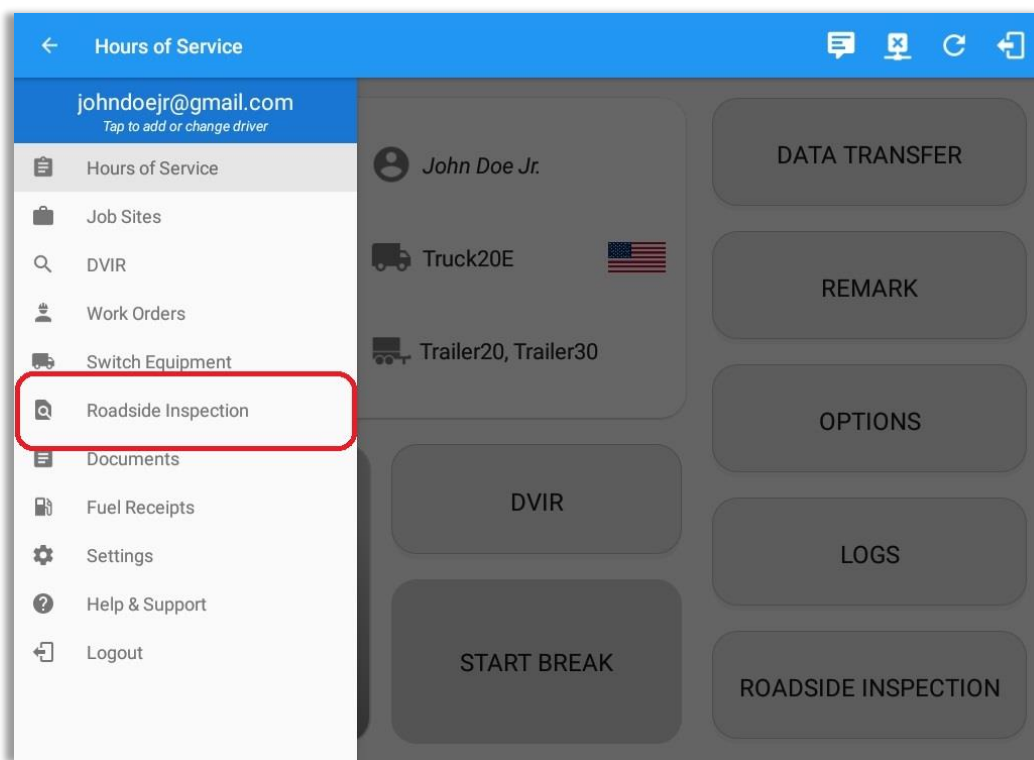 Hours of Service
johndoejr@gmail.com
Tap to add or change driver
Hours of Service
Job Sites
DVIR
Work Orders
Switch Equipment
Roadside Inspection
Documents
Fuel Receipts
Settings
Help & Support
Logout
John Doe Jr.
Truck20E
Trailer20, Trailer30
DVIR
START BREAK
DATA TRANSFER
REMARK
OPTIONS
LOGS
ROADSIDE INSPECTION